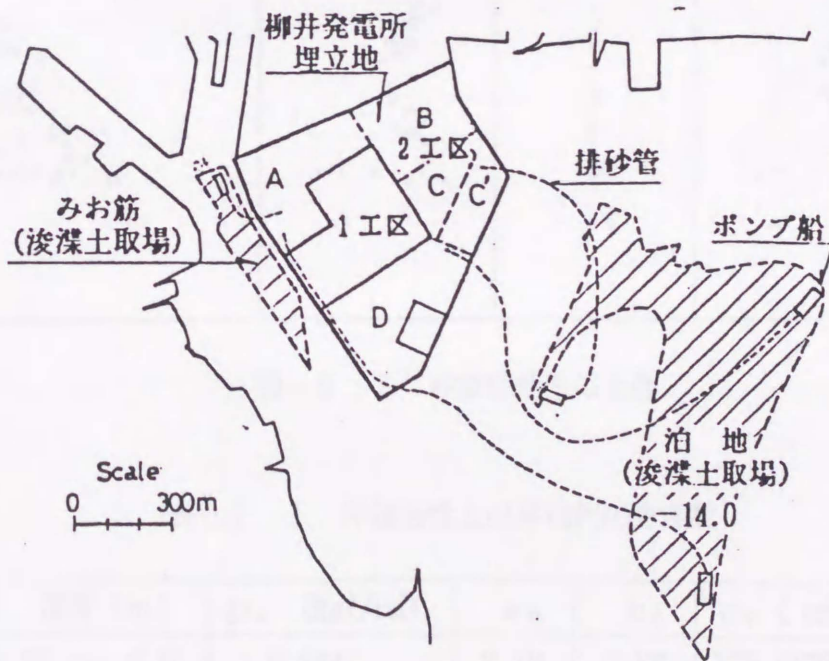 柳井発電所
埋立地
B
2工区
排砂管
A
C
C'
みお筋
(浚渫土取場)
1工区
ポンプ船
D
泊 地
(浚渫土取場)
-14.0
Scale
0 300m